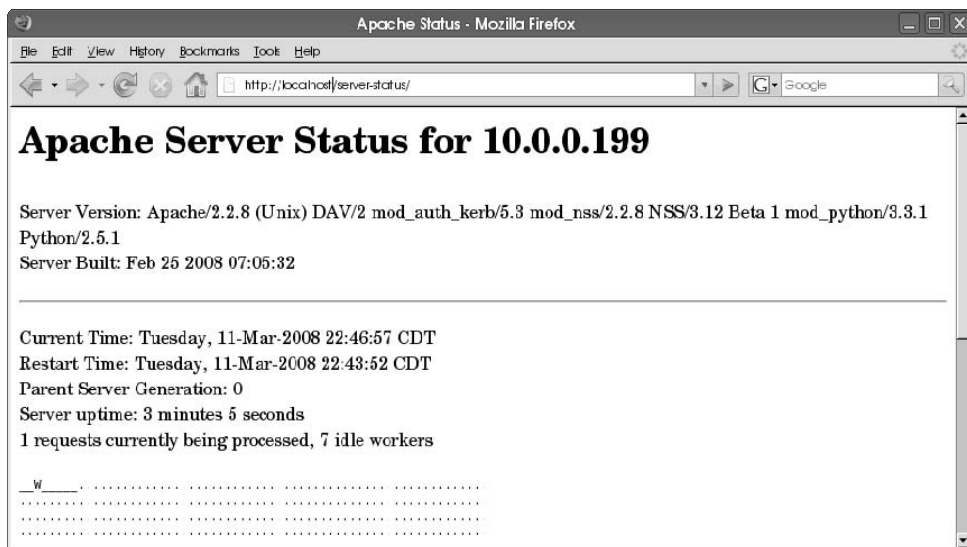 Apache Status - Mozilla Firefox
File Edit View History Bookmarks Tools Help
http://localhost/server-status/
G Google
Apache Server Status for 10.0.0.199
Server Version: Apache/2.2.8 (Unix) DAV/2 mod_auth_kerb/5.3 mod_nss/2.2.8 NSS/3.12 Beta 1 mod_python/3.3.1
Python/2.5.1
Server Built: Feb 25 2008 07:05:32
Current Time: Tuesday, 11-Mar-2008 22:46:57 CDT
Restart Time: Tuesday, 11-Mar-2008 22:43:52 CDT
Parent Server Generation: 0
Server uptime: 3 minutes 5 seconds
1 requests currently being processed, 7 idle workers
__W_____.......................................................
................................................................
................................................................
................................................................